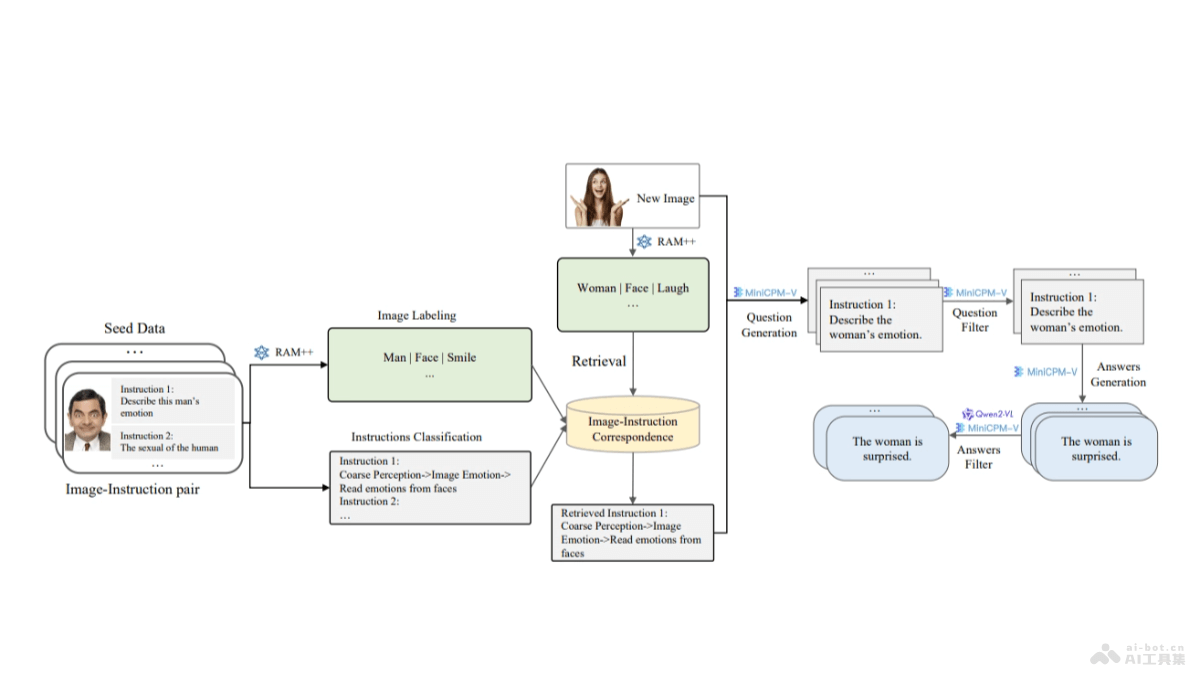 Seed Data
...
Instruction 1:
Describe this man's
emotion
Instruction 2:
The sexual of the human
...
Image-Instruction pair
RAM++
Image Labeling
Man | Face | Smile
...
Instructions Classification
Instruction 1:
Coarse Perception->Image Emotion->
Read emotions from faces
Instruction 2:
...
New Image
RAM++
Woman | Face | Laugh
...
Retrieval
Image-Instruction
Correspondence
Retrieved Instruction 1:
Coarse Perception->Image
Emotion->Read emotions from
faces
MiniCPM-V
Question
Generation
...
Instruction 1:
Describe the
woman's emotion.
MiniCPM-V
Question
Filter
...
Instruction 1:
Describe the
woman's emotion.
MiniCPM-V
Answers
Generation
...
The woman is
surprised.
Qwen2-VL
MiniCPM-V
Answers
Filter
...
The woman is
surprised.
ai-bot.cn
AI工具集